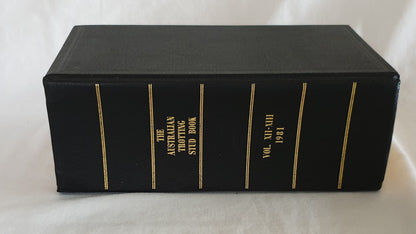 THE
AUSTRALIAN
TROTTING
STUD BOOK
VOL. XII-XIII
1981